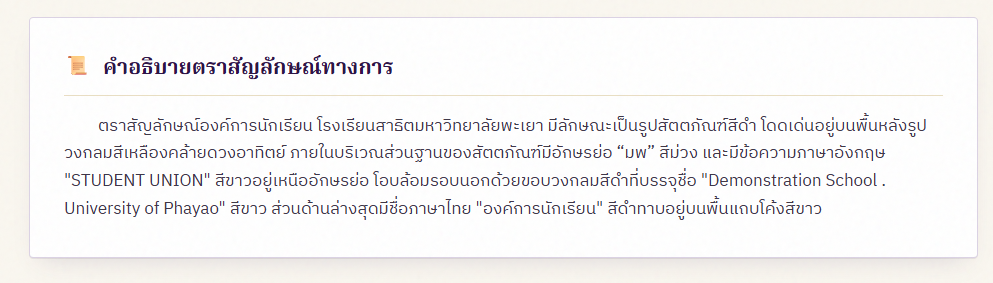 คำอธิบายตราสัญลักษณ์ทางการ
ตราสัญลักษณ์องค์การนักเรียน โรงเรียนสาธิตมหาวิทยาลัยพะเยา มีลักษณะเป็นรูปสัตตภัณฑ์สีดำ โดดเด่นอยู่บนพื้นหลังรูป
วงกลมสีเหลืองคล้ายดวงอาทิตย์ ภายในบริเวณส่วนฐานของสัตตภัณฑ์มีอักษรย่อ “มพ” สีม่วง และมีข้อความภาษาอังกฤษ
"STUDENT UNION" สีขาวอยู่เหนืออักษรย่อ โอบล้อมรอบนอกด้วยขอบวงกลมสีดำที่บรรจุชื่อ "Demonstration School .
University of Phayao" สีขาว ส่วนด้านล่างสุดมีชื่อภาษาไทย "องค์การนักเรียน" สีดำทาบอยู่บนพื้นแถบโค้งสีขาว